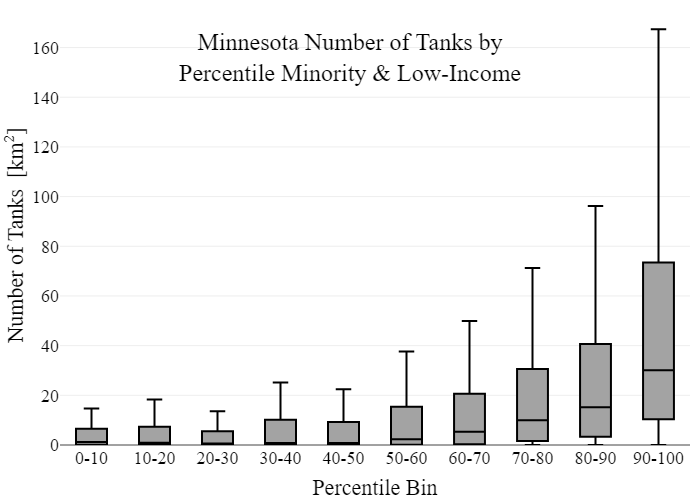 Minnesota Number of Tanks by
Percentile Minority & Low-Income
Number of Tanks [km²]
160
140
120
100
80
60
40
20
0
0-10 10-20 20-30 30-40 40-50 50-60 60-70 70-80 80-90 90-100
Percentile Bin